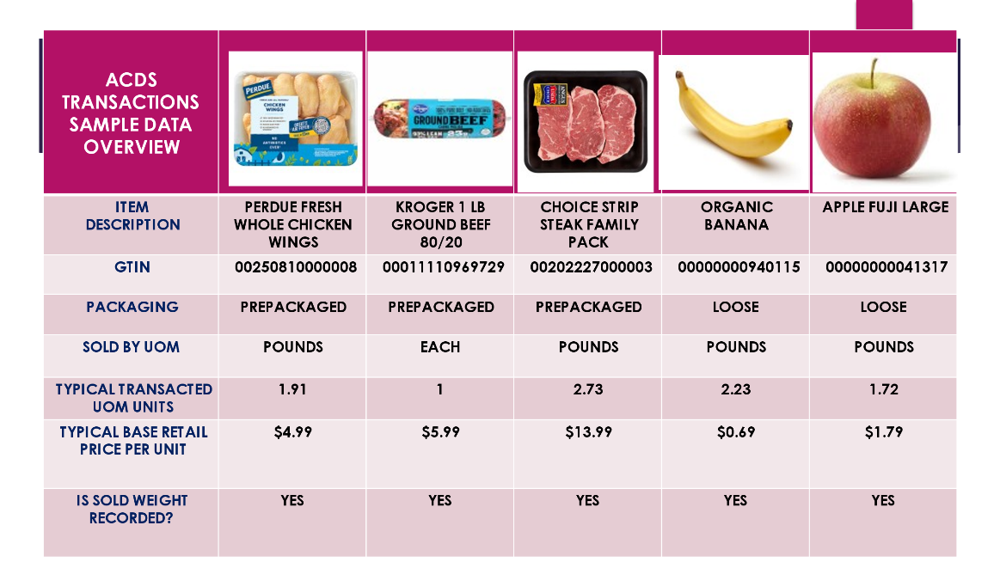 ACDS
TRANSACTIONS
SAMPLE DATA
OVERVIEW
PERDUE
CHICKEN
WINGS
NO
ANTIBIOTICS
EVER
GROUND BEEF
ITEM
DESCRIPTION
PERDUE FRESH
WHOLE CHICKEN
WINGS
KROGER 1 LB
GROUND BEEF
80/20
CHOICE STRIP
STEAK FAMILY
PACK
ORGANIC
BANANA
APPLE FUJI LARGE
GTIN
00250810000008
00011110969729
00202227000003
00000000940115
00000000041317
PACKAGING
PREPACKAGED
PREPACKAGED
PREPACKAGED
LOOSE
LOOSE
SOLD BY UOM
POUNDS
EACH
POUNDS
POUNDS
POUNDS
TYPICAL TRANSACTED
UOM UNITS
1.91
1
2.73
2.23
1.72
TYPICAL BASE RETAIL
PRICE PER UNIT
$4.99
$5.99
$13.99
$0.69
$1.79
IS SOLD WEIGHT
RECORDED?
YES
YES
YES
YES
YES